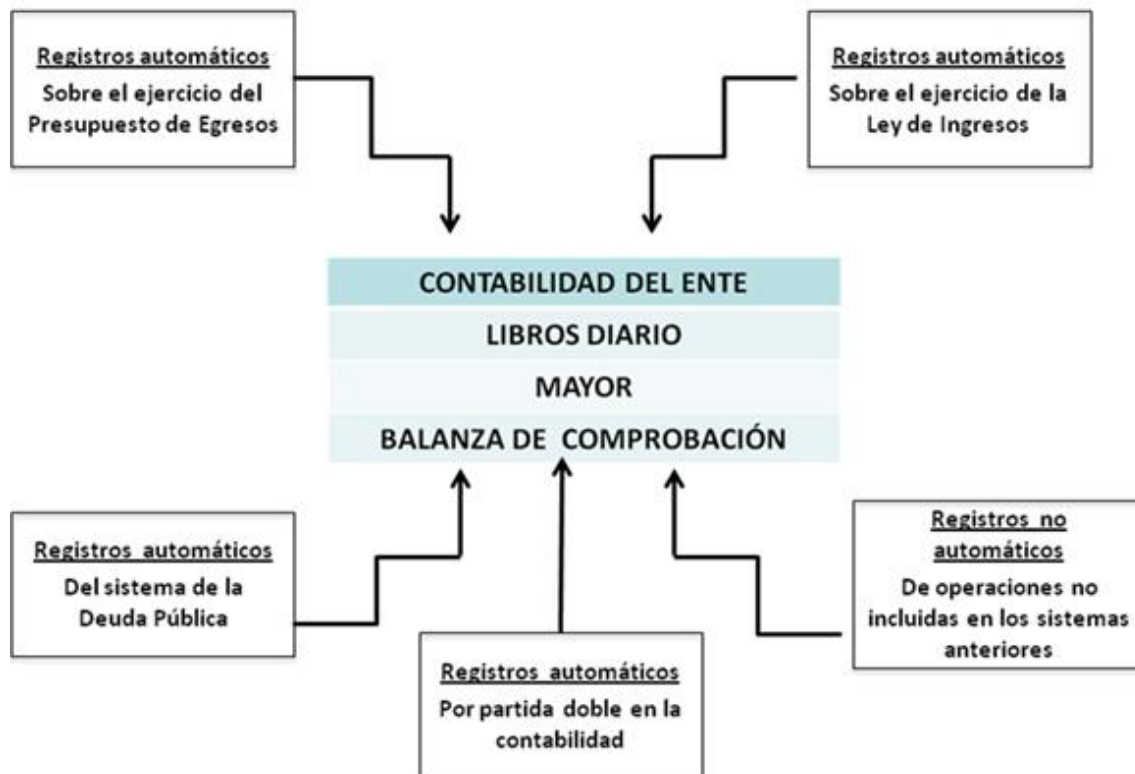 Registros automáticos
Sobre el ejercicio del
Presupuesto de Egresos
Registros automáticos
Sobre el ejercicio de la
Ley de Ingresos
CONTABILIDAD DEL ENTE
LIBROS DIARIO
MAYOR
BALANZA DE COMPROBACIÓN
Registros automáticos
Del sistema de la
Deuda Pública
Registros automáticos
Por partida doble en la
contabilidad
Registros no
automáticos
De operaciones no
incluidas en los sistemas
anteriores